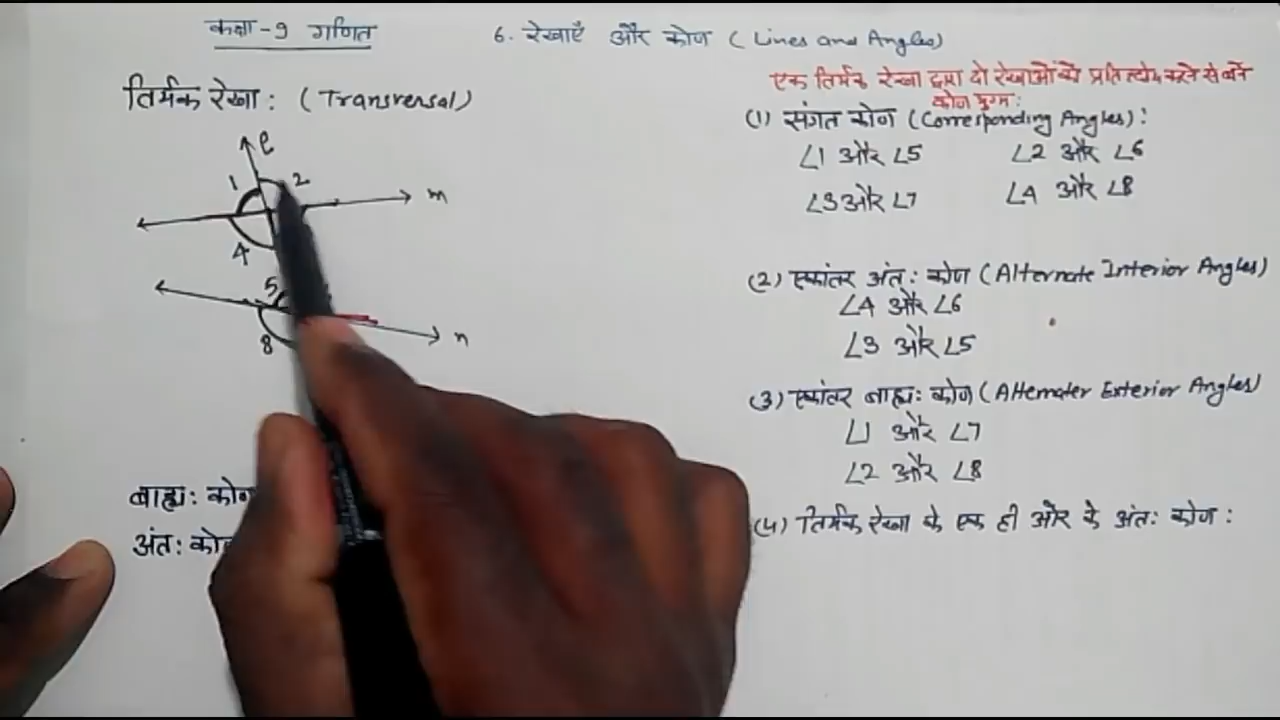 कक्षा-9 गणित
6. रेखाएँ और कोण (Lines and Angles)
तिर्यक रेखा : (Transversal)
l
1
2
m
4
5
8
n
बाह्य: कोण
अंत: को
एक तिर्यक रेखा द्वारा दो रेखाओं को प्रतिच्छेद करने से बने
कोण युग्म:
(1) संगत कोण (Corresponding Angles) :
∠1 और ∠5 ∠2 और ∠6
∠3 और ∠7 ∠4 और ∠8
(2) एकांतर अंत: कोण (Alternate Interior Angles)
∠4 और ∠6
∠3 और ∠5
(3) एकांतर बाह्य: कोण (Alternater Exterior Angles)
∠1 और ∠7
∠2 और ∠8
(4) तिर्यक रेखा के एक ही ओर के अंत: कोण :